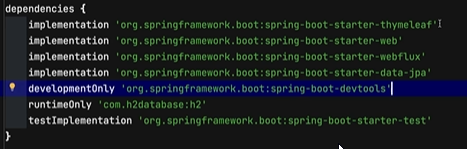 dependencies {
implementation 'org.springframework.boot:spring-boot-starter-thymeleaf'
implementation 'org.springframework.boot:spring-boot-starter-web'
implementation 'org.springframework.boot:spring-boot-starter-webflux'
implementation 'org.springframework.boot:spring-boot-starter-data-jpa'
developmentOnly 'org.springframework.boot:spring-boot-devtools'
runtimeOnly 'com.h2database:h2'
testImplementation 'org.springframework.boot:spring-boot-starter-test'
}